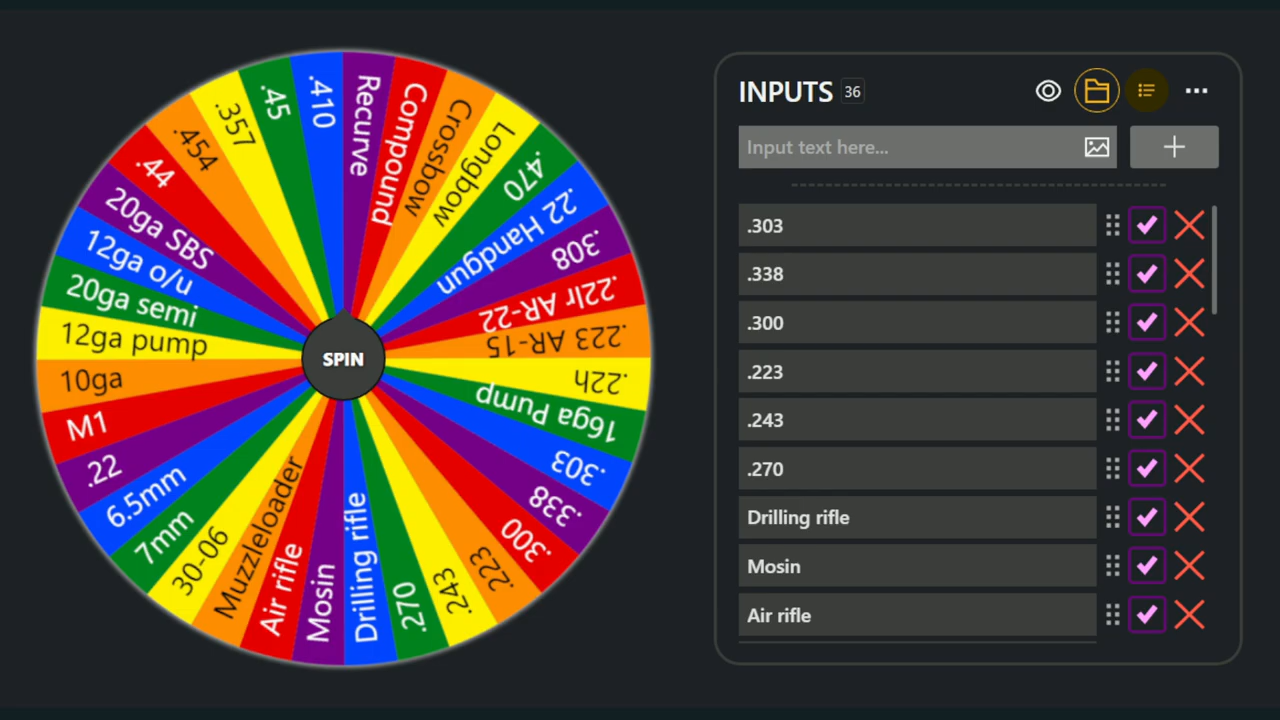 .410
Recurve
Compound
Crossbow
Longbow
.470
.22 Handgun
.308
.22lr AR-22
.223 AR-15
.22h
16ga Pump
.303
.338
.300
.223
.243
.270
Drilling rifle
Mosin
Air rifle
Muzzleloader
30-06
7mm
6.5mm
.22
M1
10ga
12ga pump
20ga semi
12ga o/u
20ga SBS
.44
.454
.357
.45
SPIN
INPUTS 36
Input text here...
.303
.338
.300
.223
.243
.270
Drilling rifle
Mosin
Air rifle